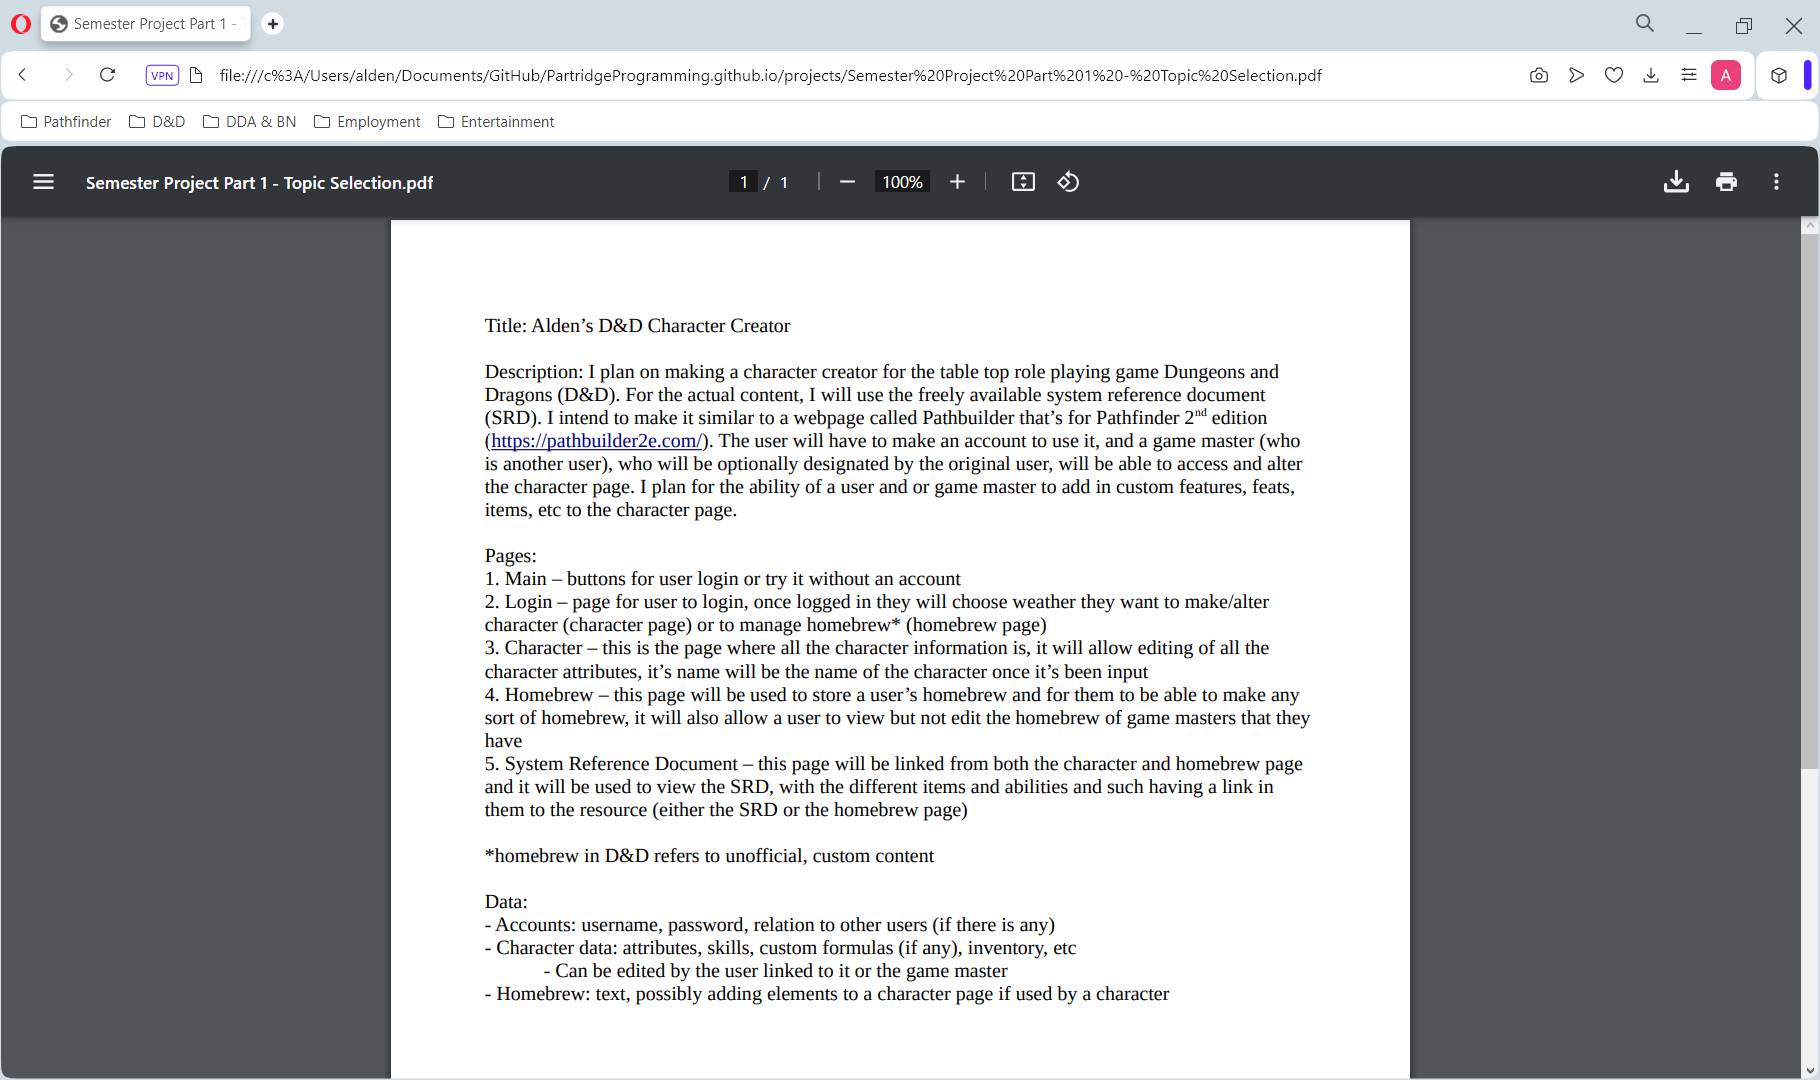 Semester Project Part 1 -
VPN
file:///c%3A/Users/alden/Documents/GitHub/PartridgeProgramming.github.io/projects/Semester%20Project%20Part%201%20-%20Topic%20Selection.pdf
A
Pathfinder
D&D
DDA & BN
Employment
Entertainment
Semester Project Part 1 - Topic Selection.pdf
1 / 1
100%
Title: Alden’s D&D Character Creator
Description: I plan on making a character creator for the table top role playing game Dungeons and
Dragons (D&D). For the actual content, I will use the freely available system reference document
(SRD). I intend to make it similar to a webpage called Pathbuilder that’s for Pathfinder 2nd edition
(https://pathbuilder2e.com/). The user will have to make an account to use it, and a game master (who
is another user), who will be optionally designated by the original user, will be able to access and alter
the character page. I plan for the ability of a user and or game master to add in custom features, feats,
items, etc to the character page.
Pages:
1. Main – buttons for user login or try it without an account
2. Login – page for user to login, once logged in they will choose weather they want to make/alter
character (character page) or to manage homebrew* (homebrew page)
3. Character – this is the page where all the character information is, it will allow editing of all the
character attributes, it’s name will be the name of the character once it’s been input
4. Homebrew – this page will be used to store a user’s homebrew and for them to be able to make any
sort of homebrew, it will also allow a user to view but not edit the homebrew of game masters that they
have
5. System Reference Document – this page will be linked from both the character and homebrew page
and it will be used to view the SRD, with the different items and abilities and such having a link in
them to the resource (either the SRD or the homebrew page)
*homebrew in D&D refers to unofficial, custom content
Data:
- Accounts: username, password, relation to other users (if there is any)
- Character data: attributes, skills, custom formulas (if any), inventory, etc
- Can be edited by the user linked to it or the game master
- Homebrew: text, possibly adding elements to a character page if used by a character